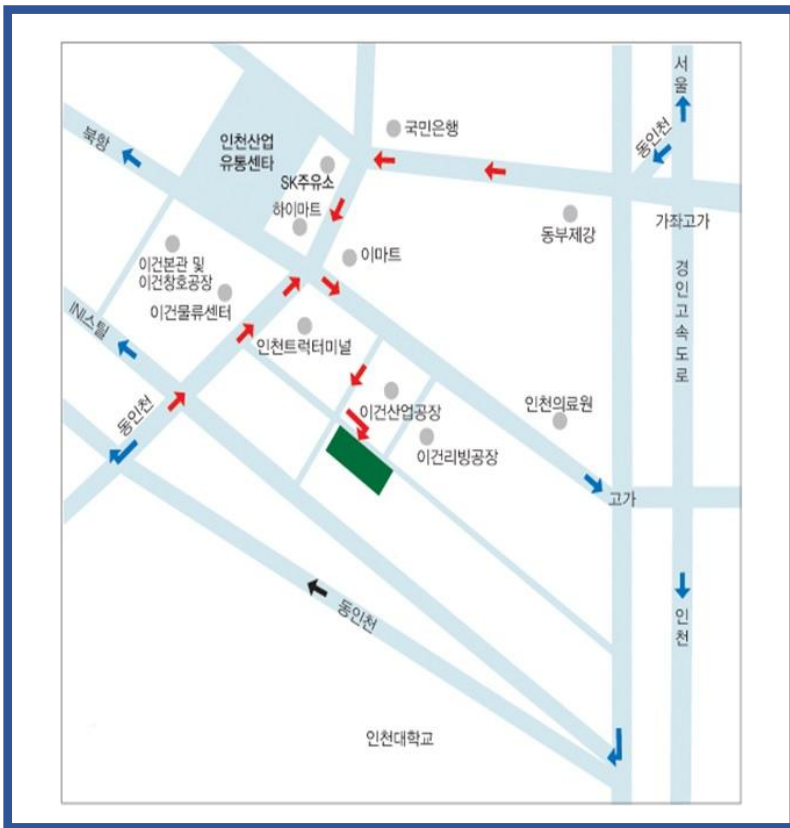 서울
동인천
국민은행
북항
인천산업
유통센타
SK주유소
하이마트
동부제강
가좌고가
이마트
이건본관 및
이건창호공장
경인고속도로
이건물류센터
INI스틸
인천트럭터미널
이건산업공장
인천의료원
동인천
이건리빙공장
고가
동인천
인천
인천대학교